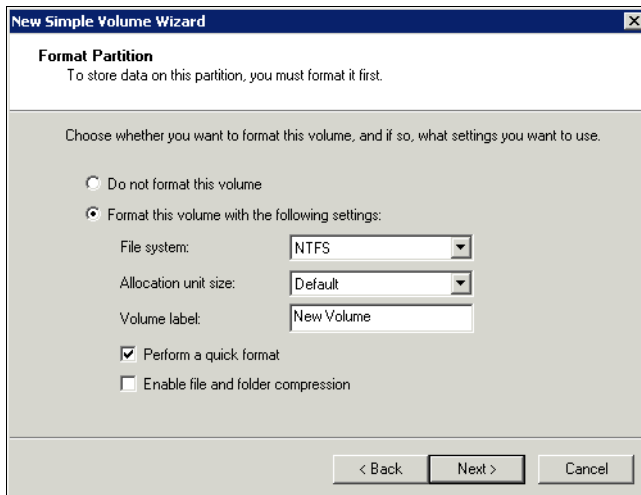 New Simple Volume Wizard
Format Partition
To store data on this partition, you must format it first.
Choose whether you want to format this volume, and if so, what settings you want to use.
Do not format this volume
Format this volume with the following settings:
File system: NTFS
Allocation unit size: Default
Volume label: New Volume
Perform a quick format
Enable file and folder compression
< Back Next > Cancel